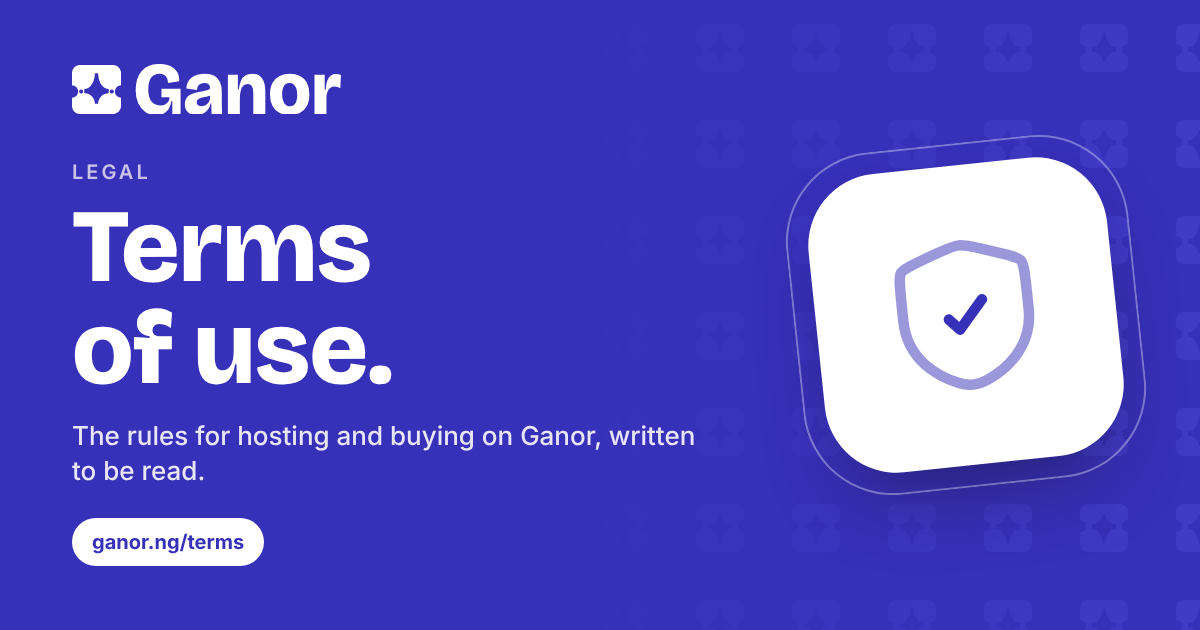 Ganor
LEGAL
Terms
of use.
The rules for hosting and buying on Ganor, written
to be read.
ganor.ng/terms